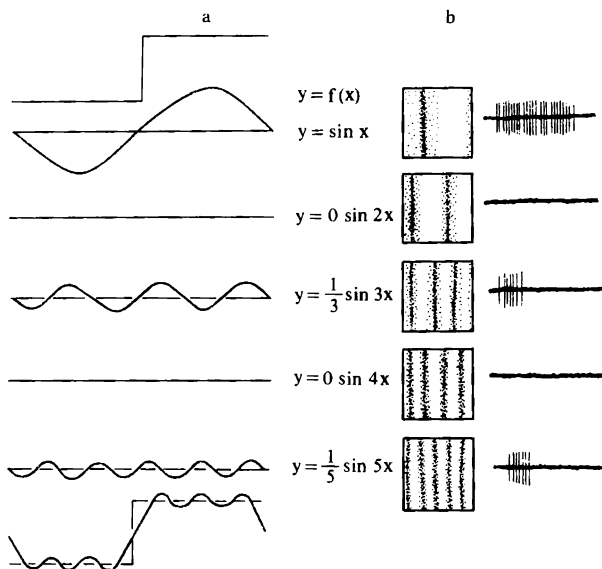 a b
y = f (x)
y = sin x
y = 0 sin 2x
y = 1/3 sin 3x
y = 0 sin 4x
y = 1/5 sin 5x